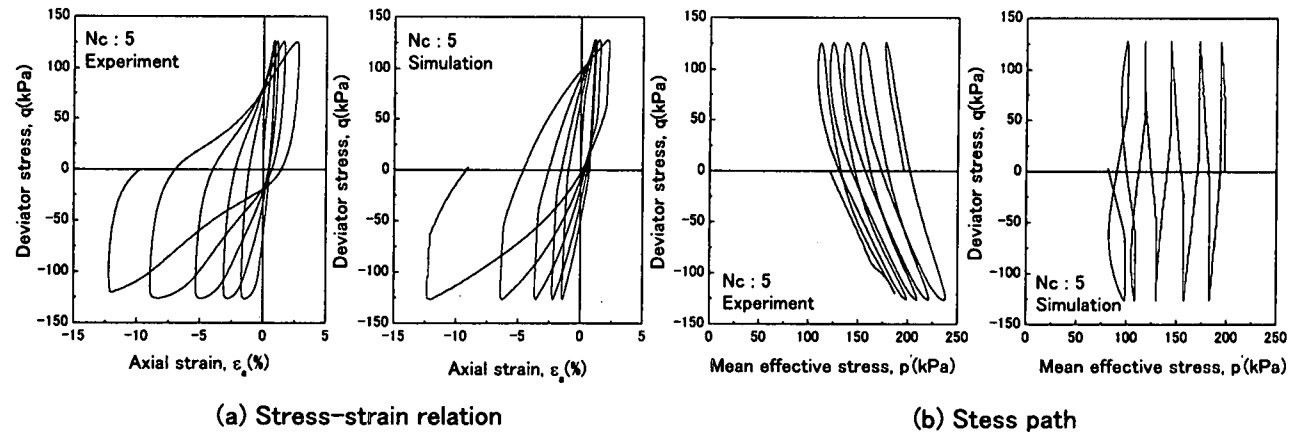 150
100
50
0
-50
-100
-150
-15
-10
-5
0
5
Deviator stress, q(kPa)
Axial strain, εa(%)
Nc : 5
Experiment
150
100
50
0
-50
-100
-150
-15
-10
-5
0
5
Deviator stress, q(kPa)
Axial strain, εa(%)
Nc : 5
Simulation
150
100
50
0
-50
-100
-150
0
50
100
150
200
250
Deviator stress, q(kPa)
Mean effective stress, p'(kPa)
Nc : 5
Experiment
150
100
50
0
-50
-100
-150
0
50
100
150
200
250
Deviator stress, q(kPa)
Mean effective stress, p'(kPa)
Nc : 5
Simulation
(a) Stress-strain relation
(b) Stess path